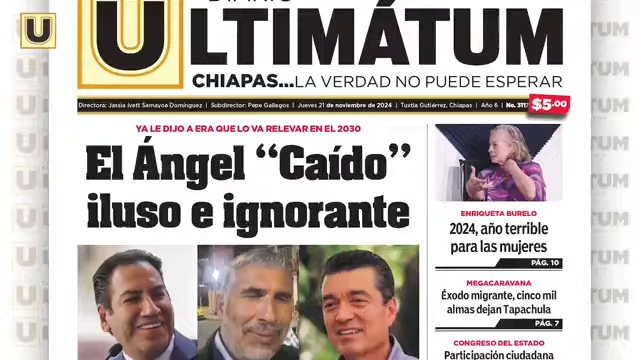 U
DIARIO
U
ULTIMÁTUM
CHIAPAS...LA VERDAD NO PUEDE ESPERAR
Directora: Jassia Ivett Samayoa Domínguez | Subdirector: Pepe Gallegos | Jueves 21 de noviembre de 2024 | Tuxtla Gutiérrez, Chiapas | Año 6 | No. 3117
$5.00
YA LE DIJO A ERA QUE LO VA RELEVAR EN EL 2030
El Ángel “Caído”
iluso e ignorante
ENRIQUETA BURELO
2024, año terrible
para las mujeres
PÁG. 10
MEGACARAVANA
Éxodo migrante, cinco mil
almas dejan Tapachula
PÁG. 7
CONGRESO DEL ESTADO
Participación ciudadana